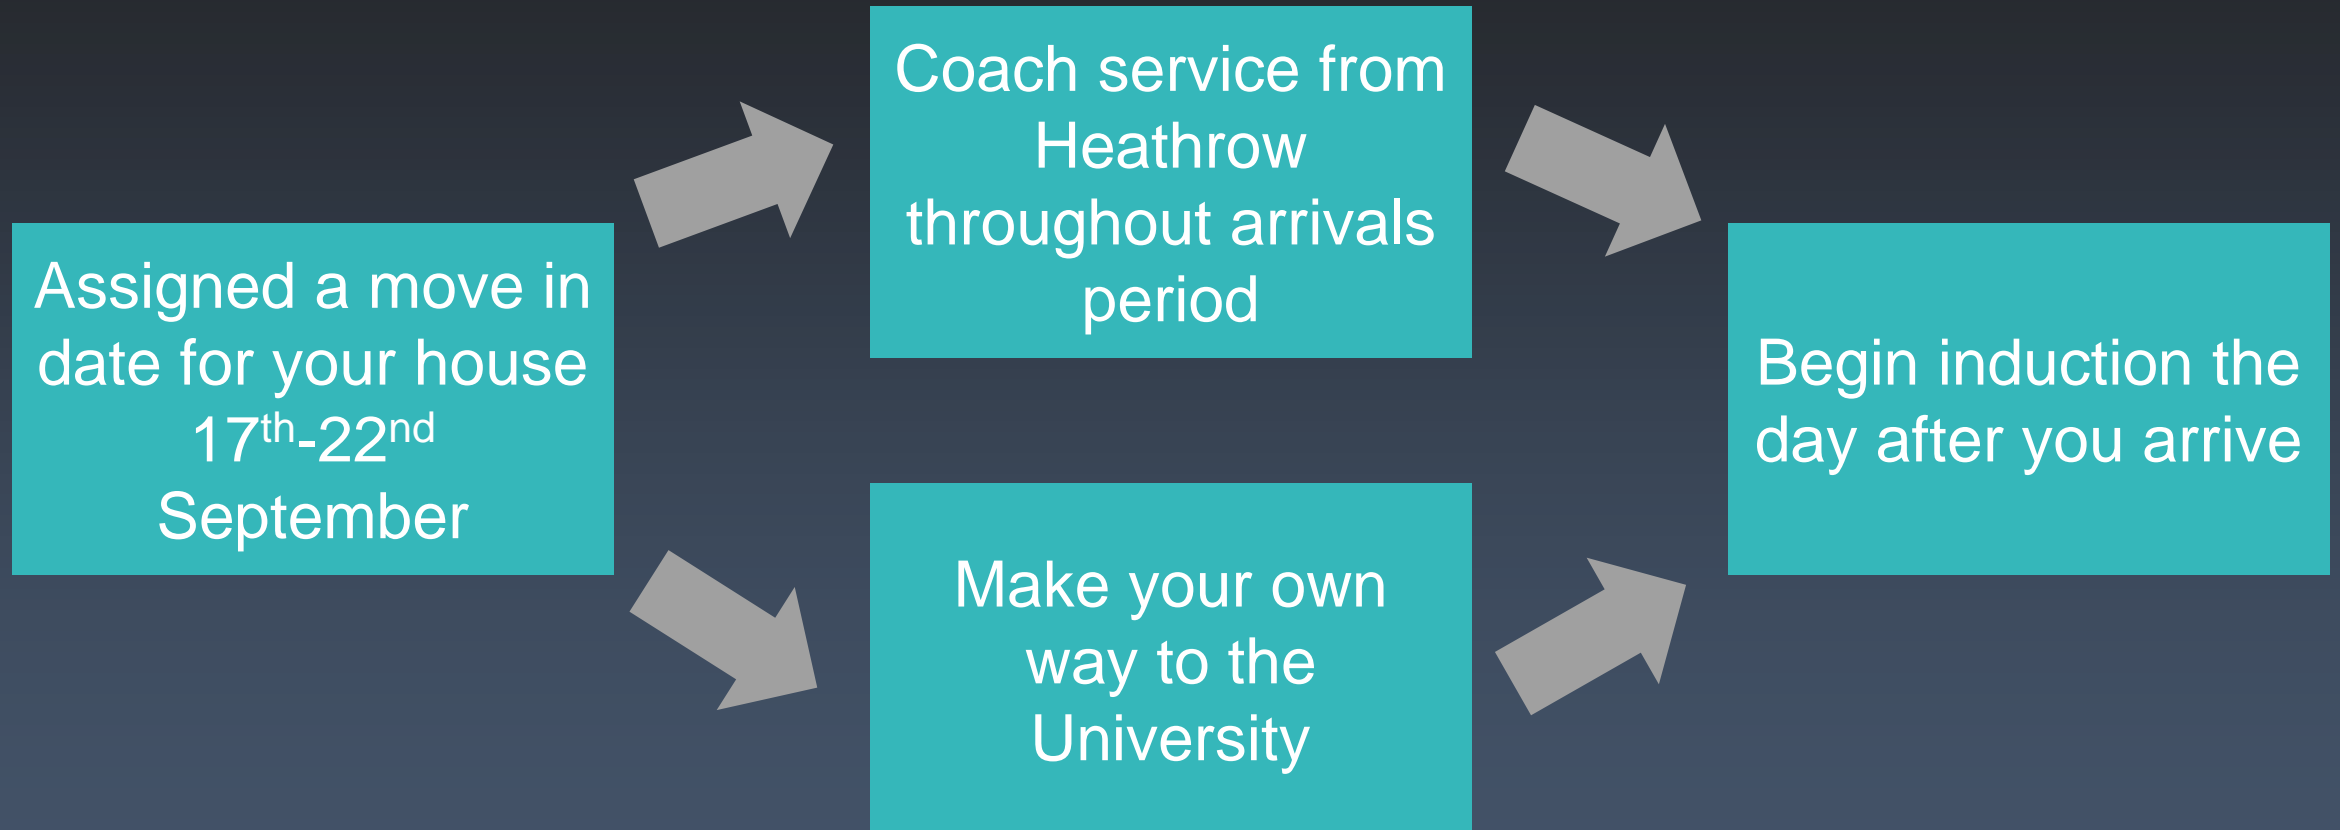 Assigned a move in
date for your house
17th-22nd
September
Coach service from
Heathrow
throughout arrivals
period
Make your own
way to the
University
Begin induction the
day after you arrive